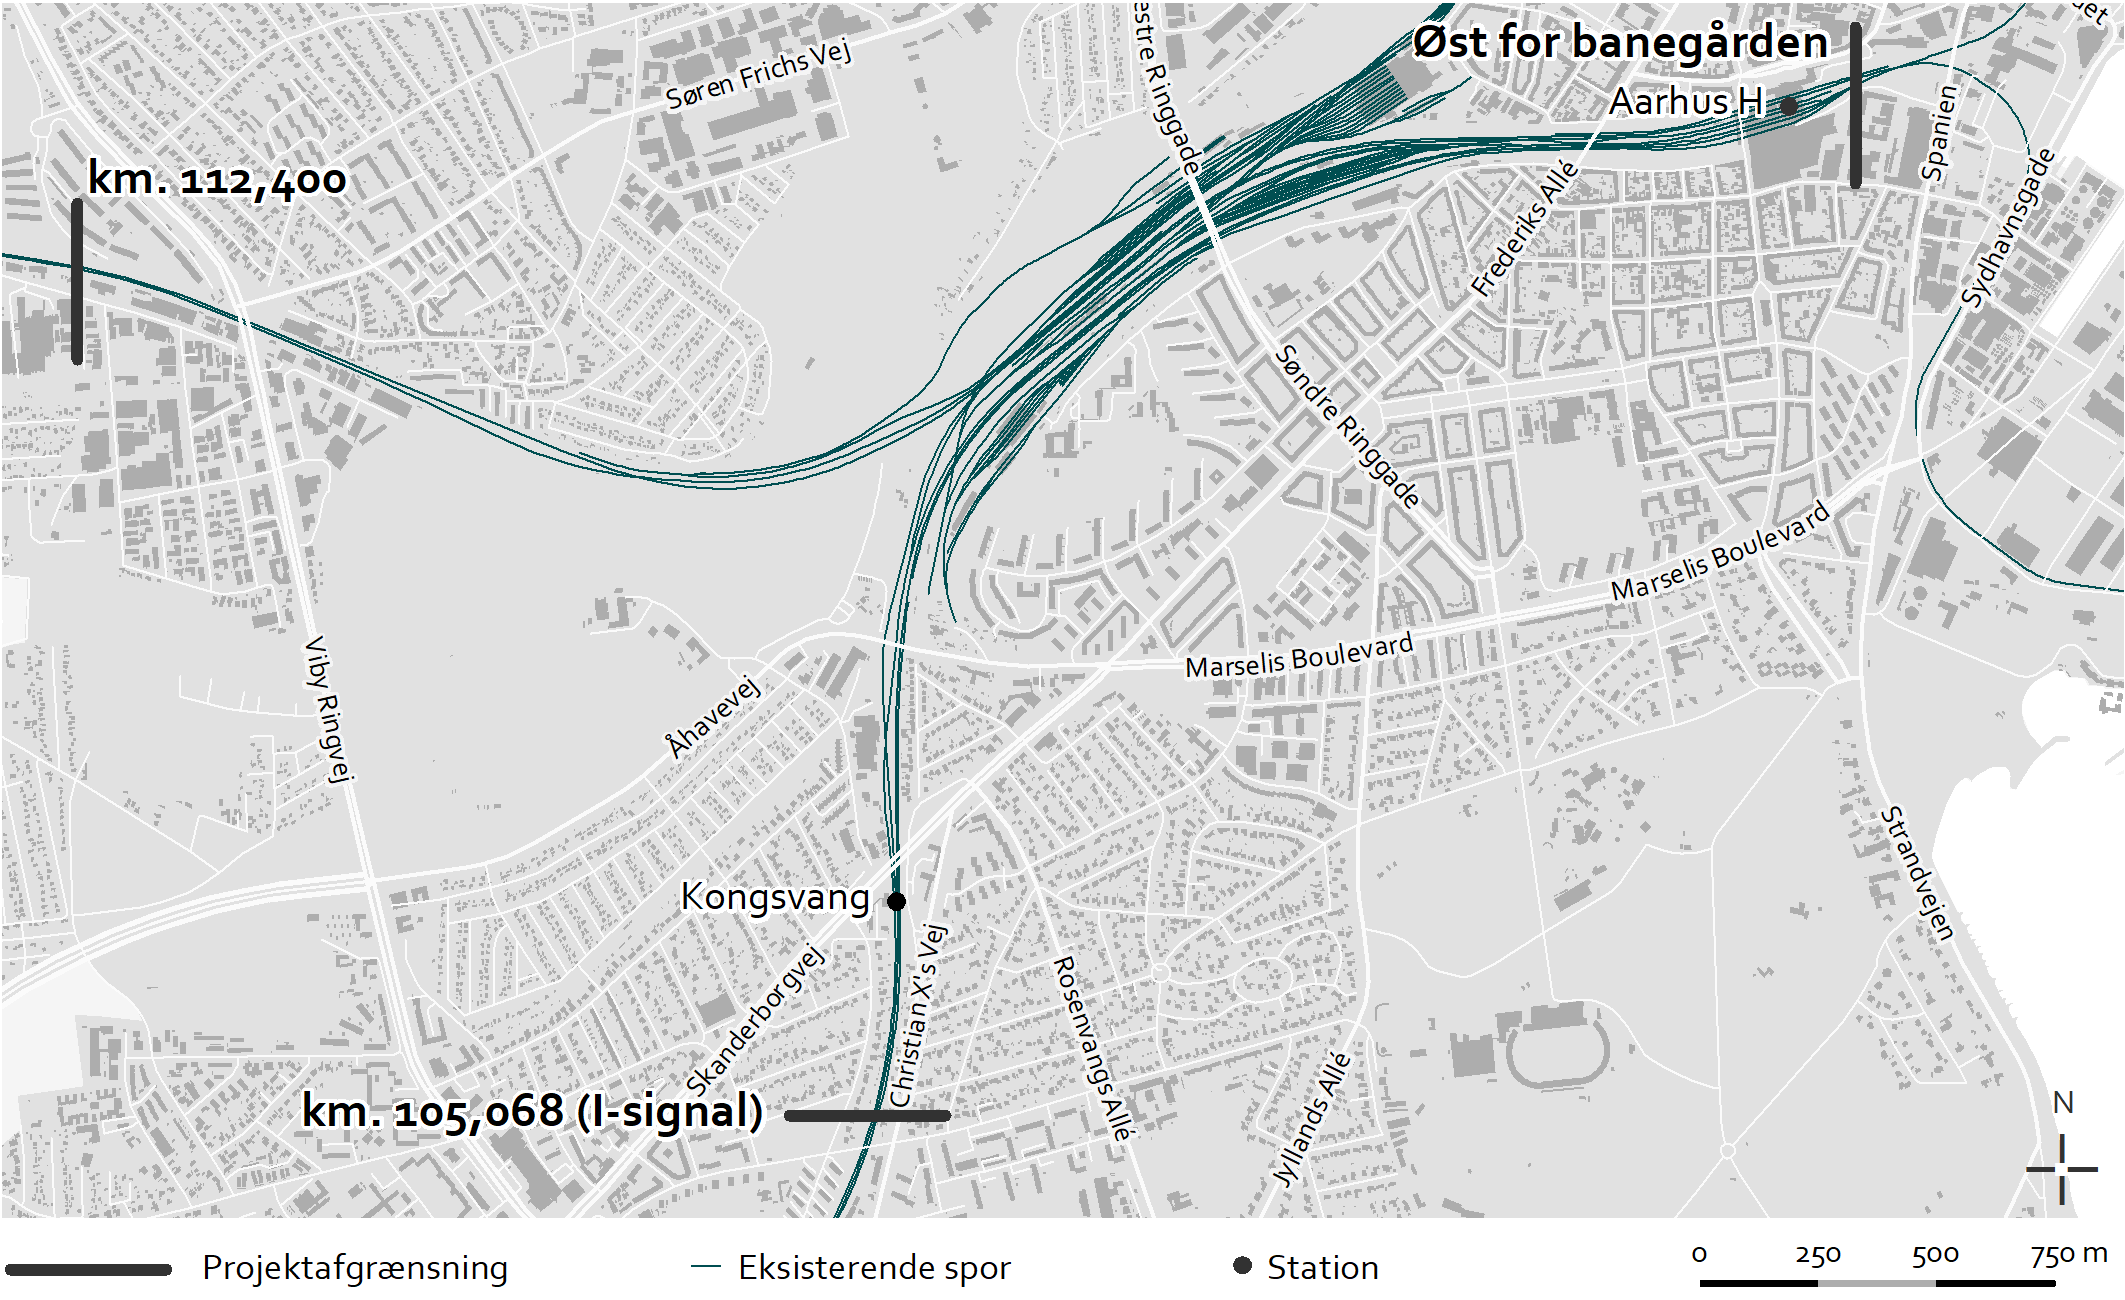 Øst for banegården
Aarhus H
Søren Frichs Vej
estre Ringgade
km. 112,400
Spanien
Sydhavnsgade
Frederiks Allé
Søndre Ringgade
Marselis Boulevard
Marselis Boulevard
Viby Ringvej
Åhavevej
Kongsvang
Strandvejen
Skanderborgvej
Christian X's Vej
Rosenvangs Allé
Jyllands Allé
km. 105,068 (I-signal)
N
Projektafgrænsning
Eksisterende spor
Station
0 250 500 750 m